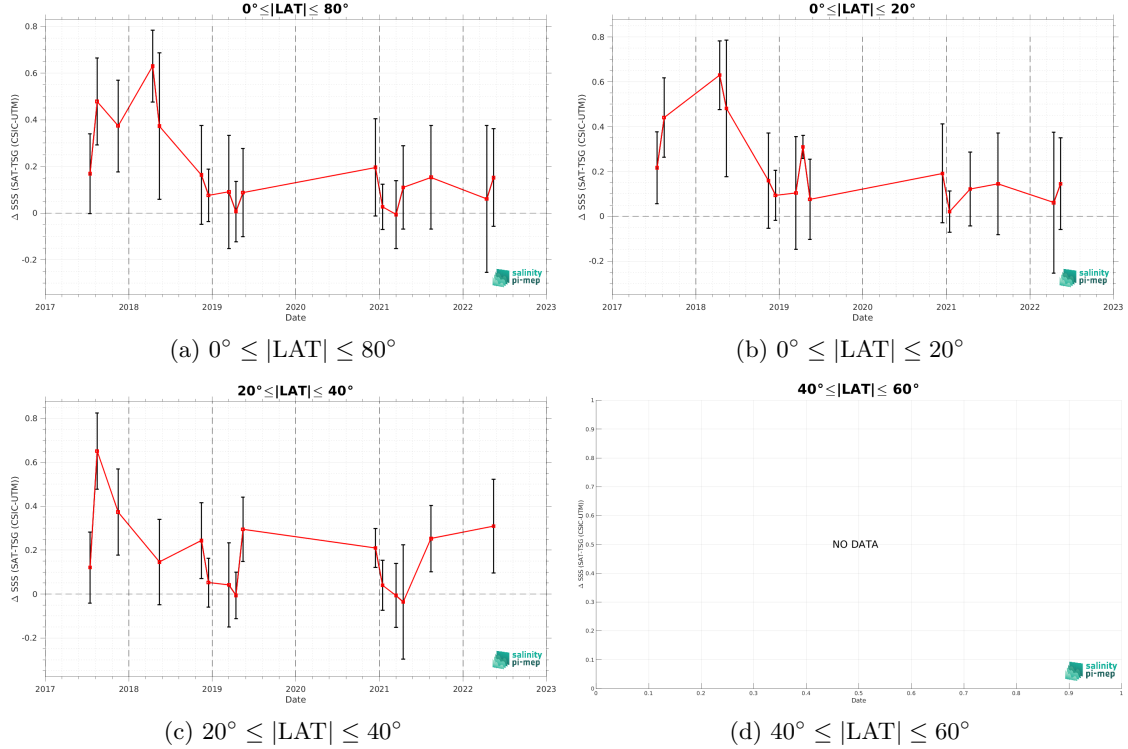 0°≤|LAT|≤ 80°
Δ SSS (SAT-TSG (CSIC-UTM))
0.8
0.6
0.4
0.2
0
-0.2
2017
2018
2019
2020
2021
2022
2023
Date
salinity
pi-mep
(a) 0° ≤ |LAT| ≤ 80°
0°≤|LAT|≤ 20°
Δ SSS (SAT-TSG (CSIC-UTM))
0.8
0.6
0.4
0.2
0
-0.2
2017
2018
2019
2020
2021
2022
2023
Date
salinity
pi-mep
(b) 0° ≤ |LAT| ≤ 20°
20°≤|LAT|≤ 40°
Δ SSS (SAT-TSG (CSIC-UTM))
0.8
0.6
0.4
0.2
0
-0.2
2017
2018
2019
2020
2021
2022
2023
Date
salinity
pi-mep
(c) 20° ≤ |LAT| ≤ 40°
40°≤|LAT|≤ 60°
Δ SSS (SAT-TSG (CSIC-UTM))
1
0.9
0.8
0.7
0.6
0.5
0.4
0.3
0.2
0.1
0
NO DATA
0
0.1
0.2
0.3
0.4
0.5
0.6
0.7
0.8
0.9
1
Date
salinity
pi-mep
(d) 40° ≤ |LAT| ≤ 60°